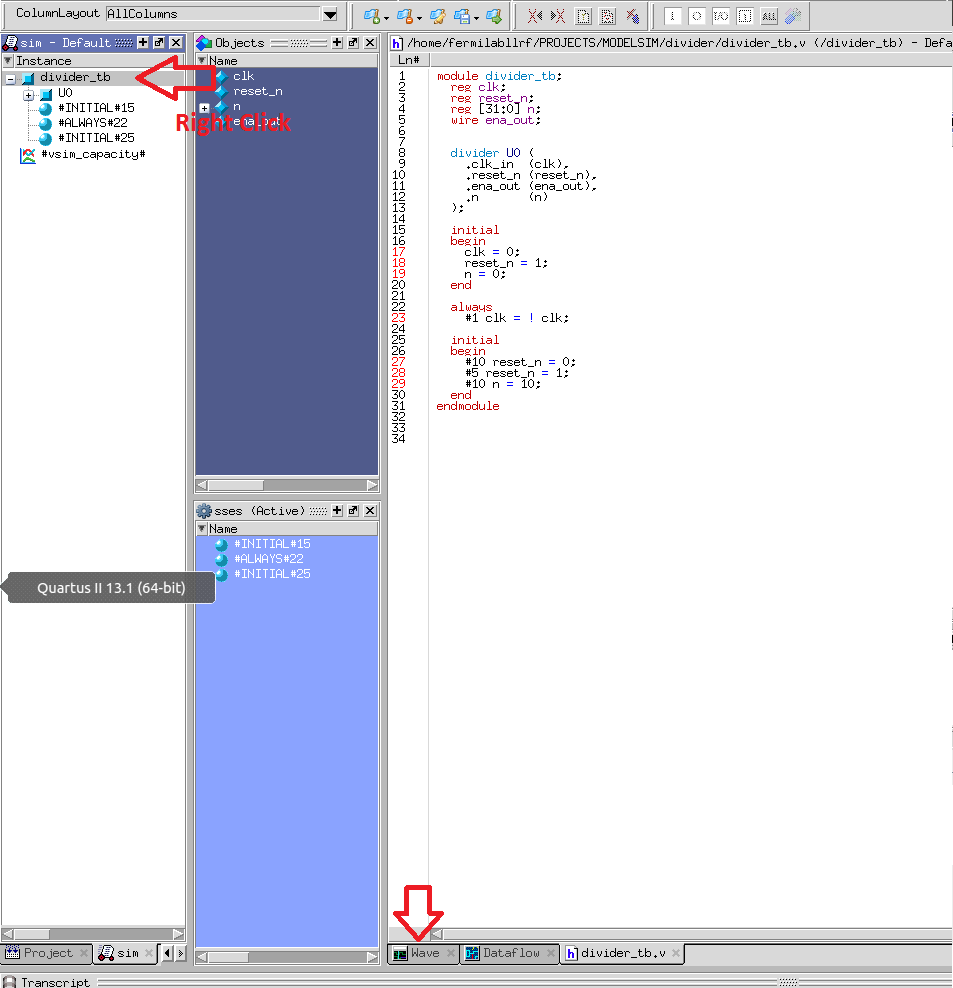 ColumnLayout AllColumns
ALL
sim - Default
Instance
divider_tb
U0
#INITIAL#15
#ALWAYS#22
#INITIAL#25
#vsim_capacity#
Right Click
Objects
Name
clk
reset_n
n
ena_out
sses (Active)
Name
#INITIAL#15
#ALWAYS#22
#INITIAL#25
Quartus II 13.1 (64-bit)
/home/fermilabllrf/PROJECTS/MODELSIM/divider/divider_tb.v (/divider_tb) - Defa
Ln#
1 module divider_tb;
2 reg clk;
3 reg reset_n;
4 reg [31:0] n;
5 wire ena_out;
6
7
8 divider U0 (
9 .clk_in (clk),
10 .reset_n (reset_n),
11 .ena_out (ena_out),
12 .n (n)
13 );
14
15 initial
16 begin
17 clk = 0;
18 reset_n = 1;
19 n = 0;
20 end
21
22 always
23 #1 clk = ! clk;
24
25 initial
26 begin
27 #10 reset_n = 0;
28 #5 reset_n = 1;
29 #10 n = 10;
30 end
31 endmodule
32
33
34
Project
sim
Wave
Dataflow
divider_tb.v
Transcript